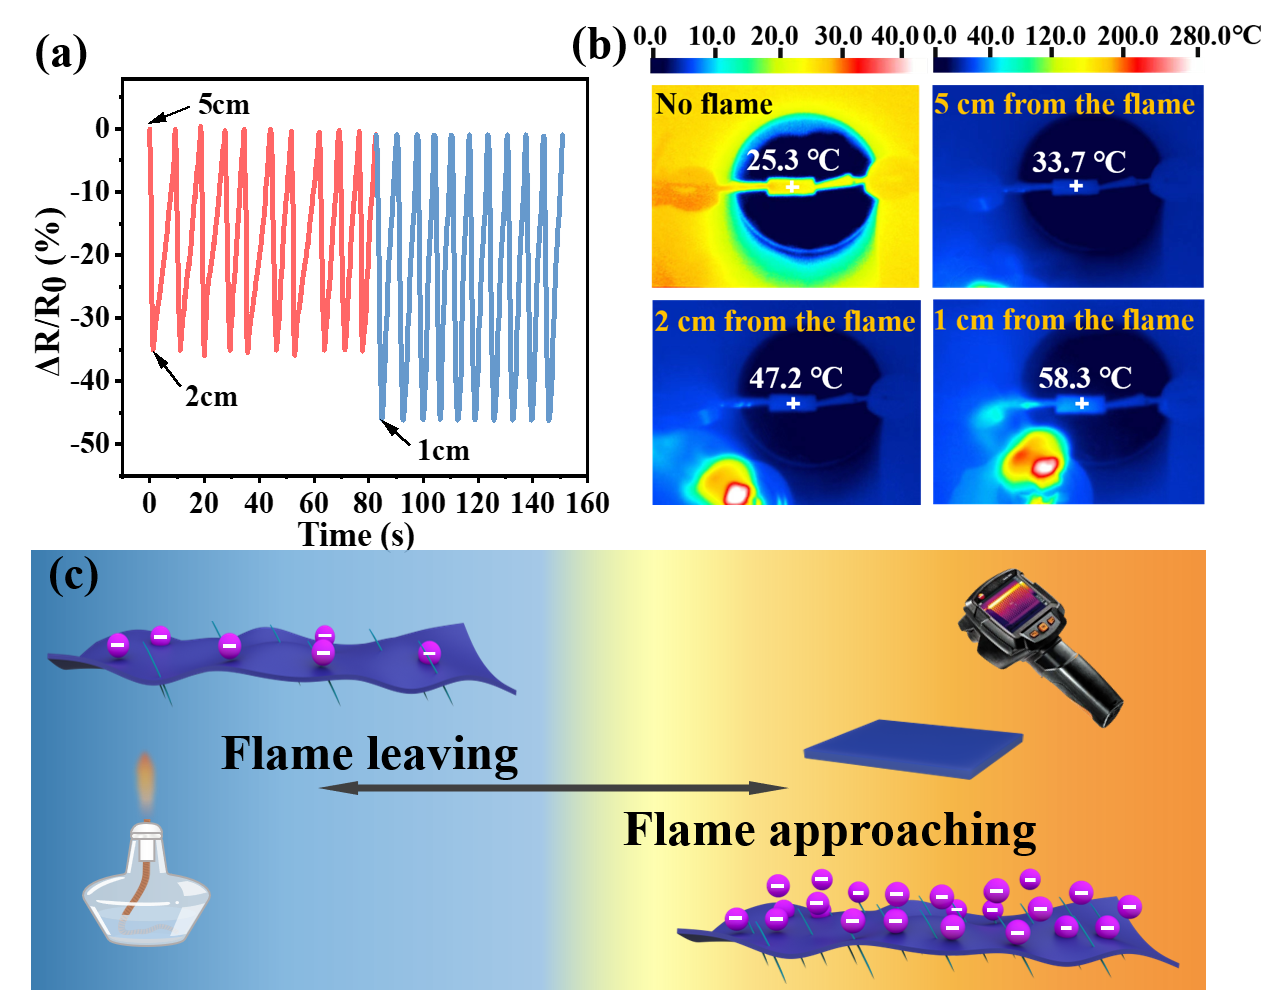 (a)
5cm
2cm
1cm
ΔR/R0 (%)
0
-10
-20
-30
-40
-50
0 20 40 60 80 100 120 140 160
Time (s)
(b)
0.0 10.0 20.0 30.0 40.0
0.0 40.0 120.0 200.0 280.0℃
No flame
25.3 ℃
5 cm from the flame
33.7 ℃
2 cm from the flame
47.2 ℃
1 cm from the flame
58.3 ℃
(c)
Flame leaving
Flame approaching